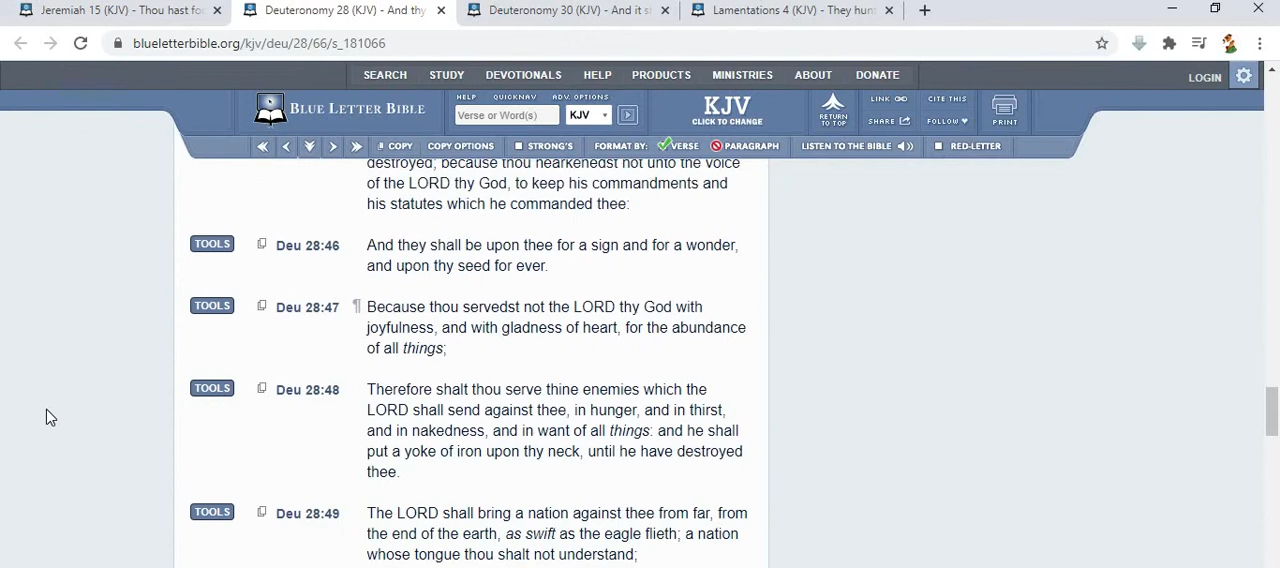 Jeremiah 15 (KJV) - Thou hast fo
Deuteronomy 28 (KJV) - And thy
Deuteronomy 30 (KJV) - And it s
Lamentations 4 (KJV) - They hun
blueletterbible.org/kjv/deu/28/66/s_181066
SEARCH STUDY DEVOTIONALS HELP PRODUCTS MINISTRIES ABOUT DONATE LOGIN
BLUE LETTER BIBLE
HELP QUICKNAV ADV. OPTIONS
Verse or Word(s) KJV
KJV
CLICK TO CHANGE
RETURN
TO TOP
LINK CITE THIS
SHARE FOLLOW
PRINT
COPY COPY OPTIONS STRONG'S FORMAT BY: VERSE PARAGRAPH LISTEN TO THE BIBLE RED-LETTER
destroyed; because thou hearkenedst not unto the voice
of the LORD thy God, to keep his commandments and
his statutes which he commanded thee:
TOOLS Deu 28:46 And they shall be upon thee for a sign and for a wonder,
and upon thy seed for ever.
TOOLS Deu 28:47 ¶ Because thou servedst not the LORD thy God with
joyfulness, and with gladness of heart, for the abundance
of all things;
TOOLS Deu 28:48 Therefore shalt thou serve thine enemies which the
LORD shall send against thee, in hunger, and in thirst,
and in nakedness, and in want of all things: and he shall
put a yoke of iron upon thy neck, until he have destroyed
thee.
TOOLS Deu 28:49 The LORD shall bring a nation against thee from far, from
the end of the earth, as swift as the eagle flieth; a nation
whose tongue thou shalt not understand;